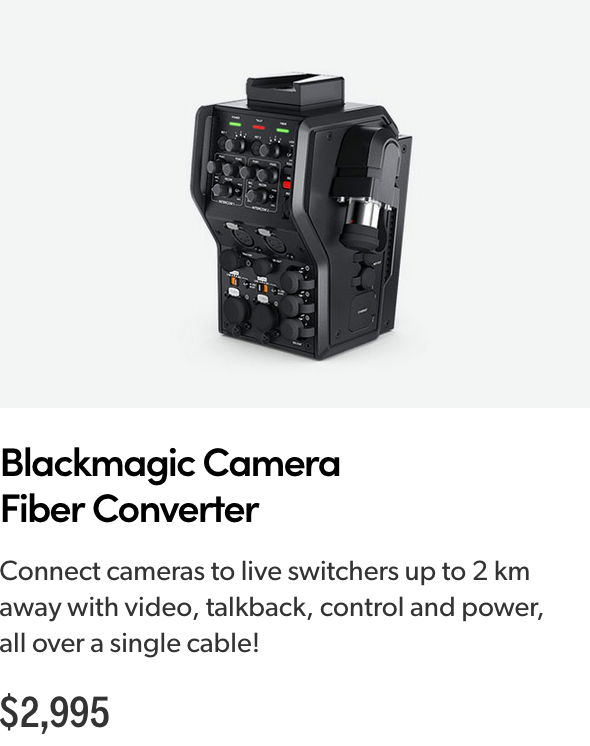 Blackmagic Camera
Fiber Converter
Connect cameras to live switchers up to 2 km
away with video, talkback, control and power,
all over a single cable!
$2,995